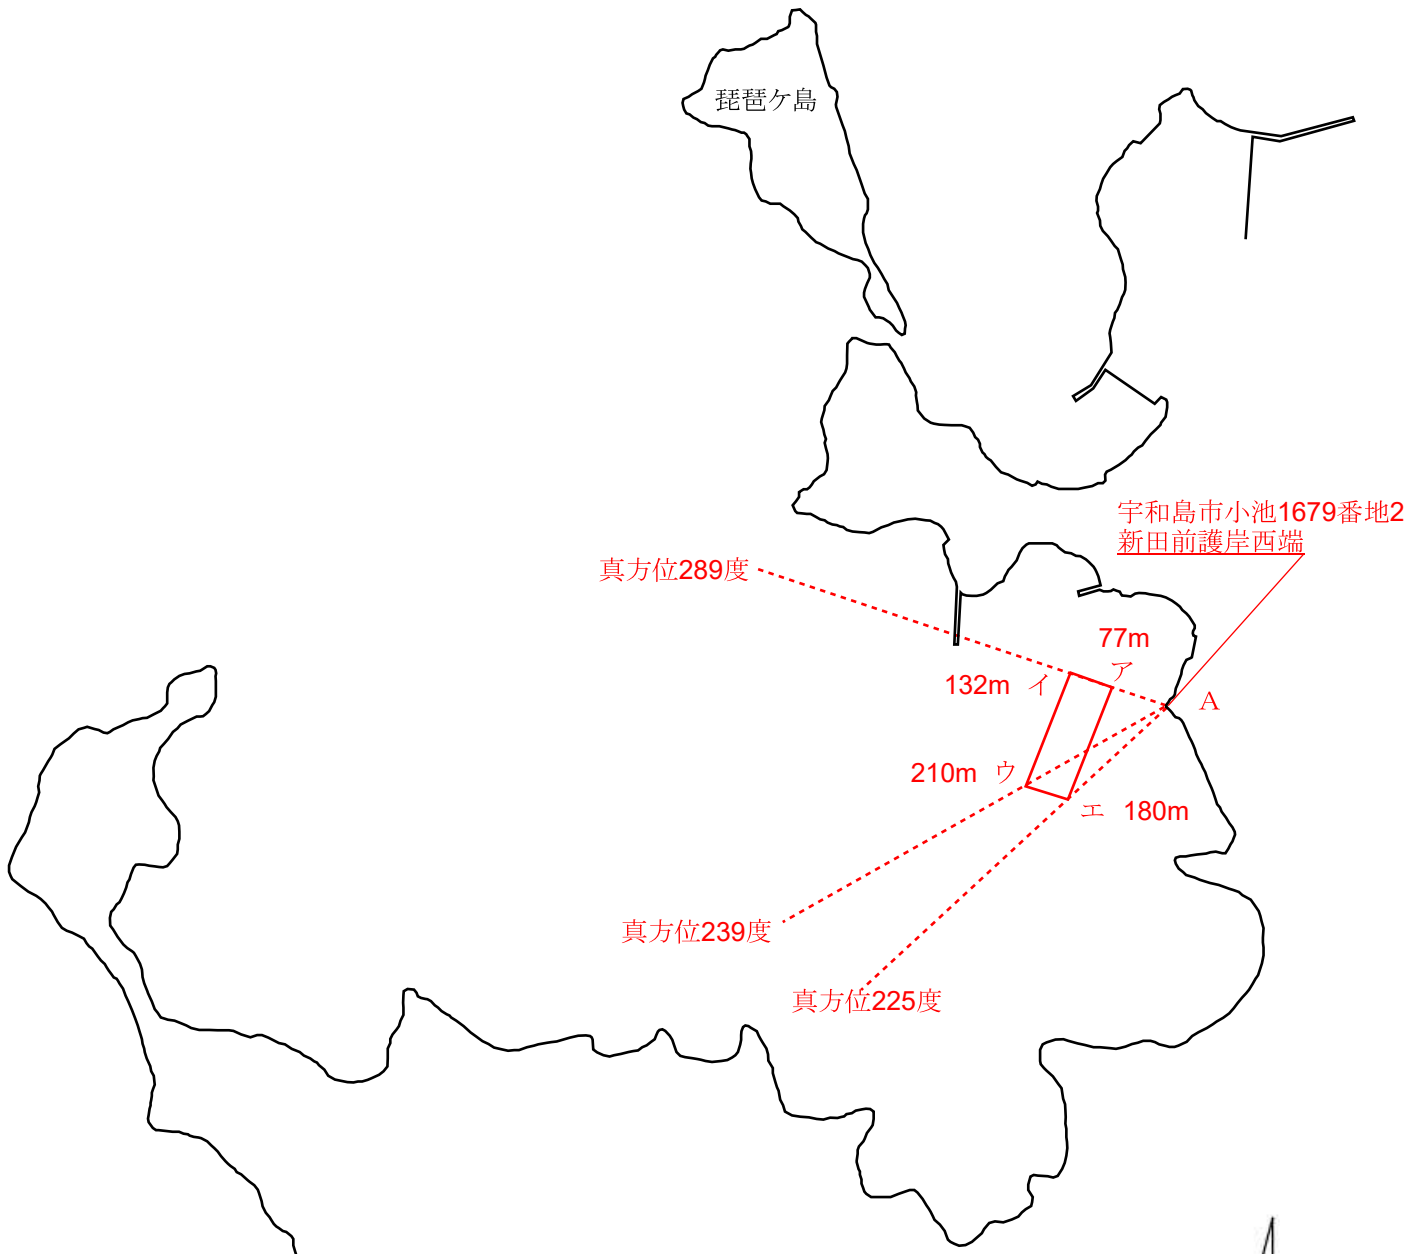 琵琶ケ島
宇和島市小池1679番地2
新田前護岸西端
真方位289度
77m
ア
132m イ
A
210m ウ
エ 180m
真方位239度
真方位225度